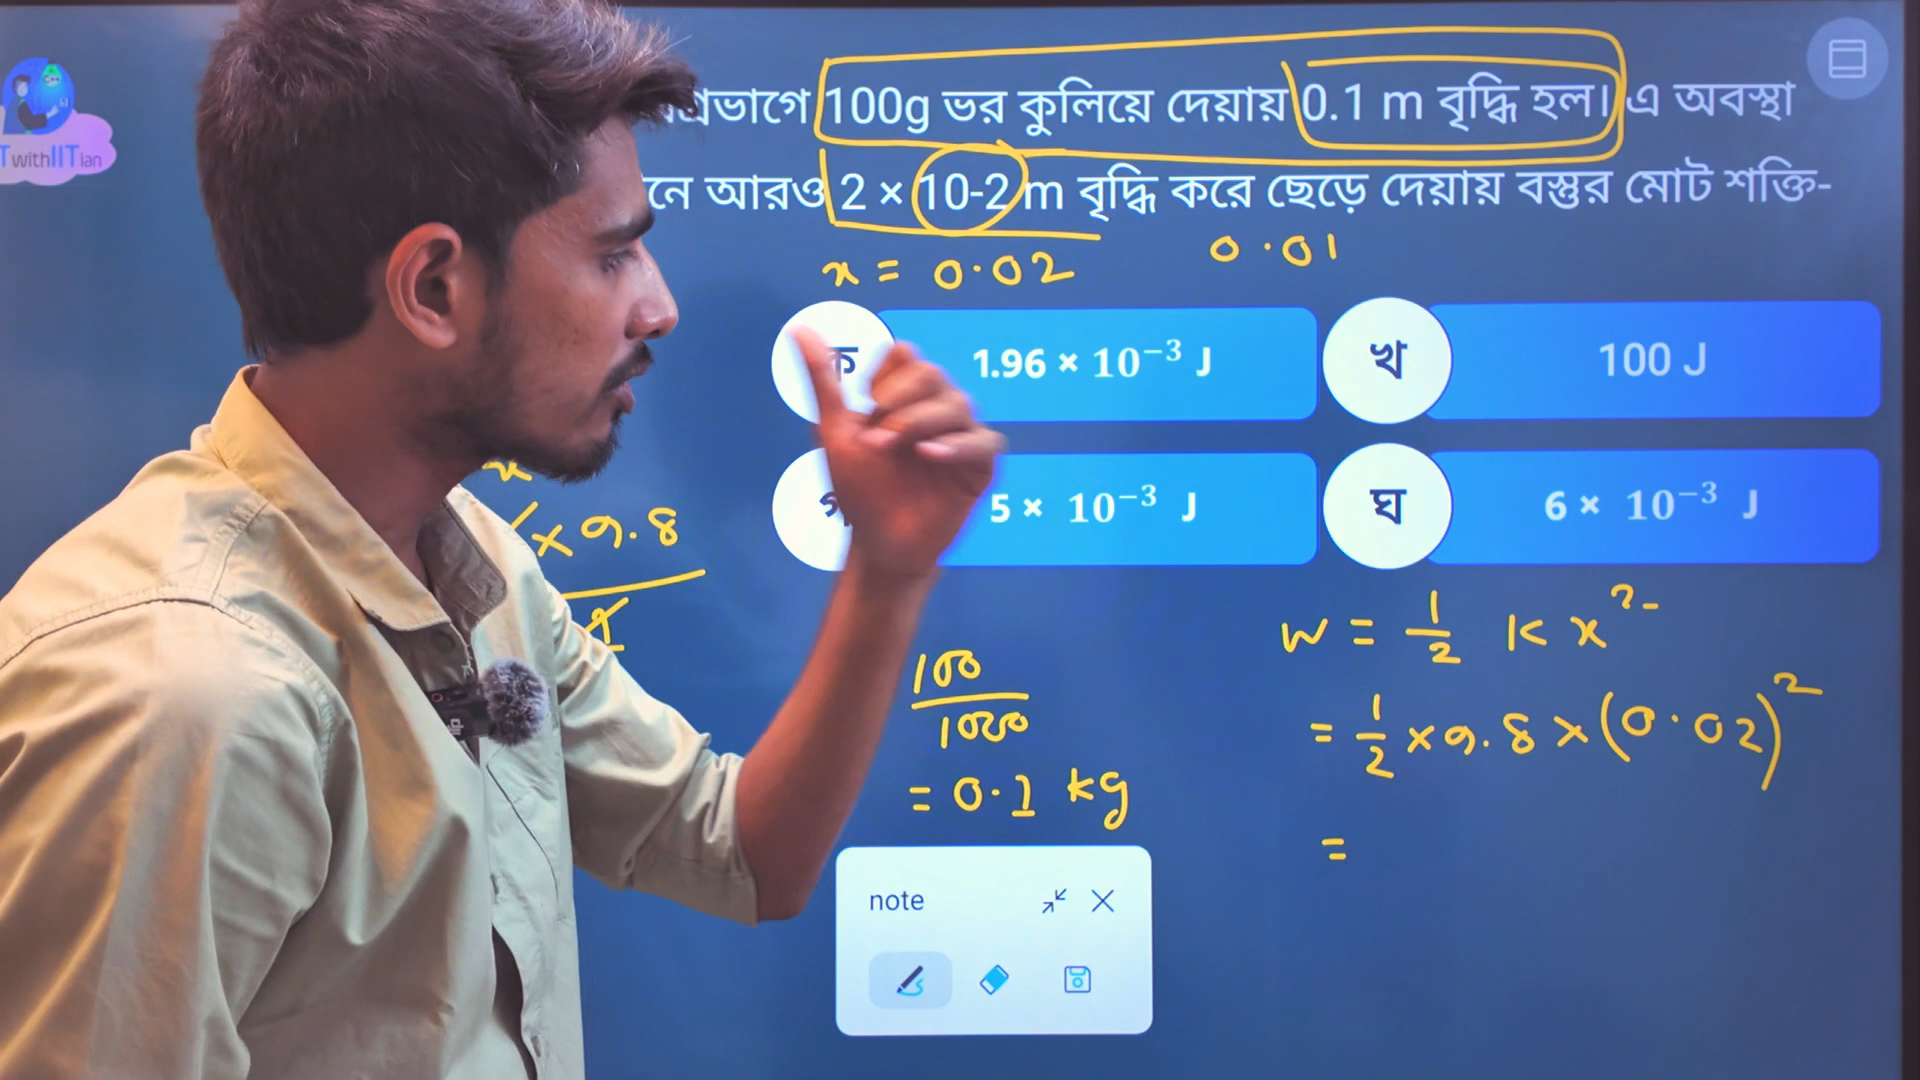 100g ভর কুলিয়ে দেয়ায় 0.1 m বৃদ্ধি হল। এ অবস্থা
আরও 2 × 10-2 m বৃদ্ধি করে ছেড়ে দেয়ায় বস্তুর মোট শক্তি-
TwithIITian
x = 0.02
0.01
ক
1.96 × 10⁻³ J
খ
100 J
গ
5 × 10⁻³ J
ঘ
6 × 10⁻³ J
x 9.8
1
100
1000
= 0.1 kg
W = 1/2 K x²
= 1/2 × 9.8 × (0.02)²
=
note